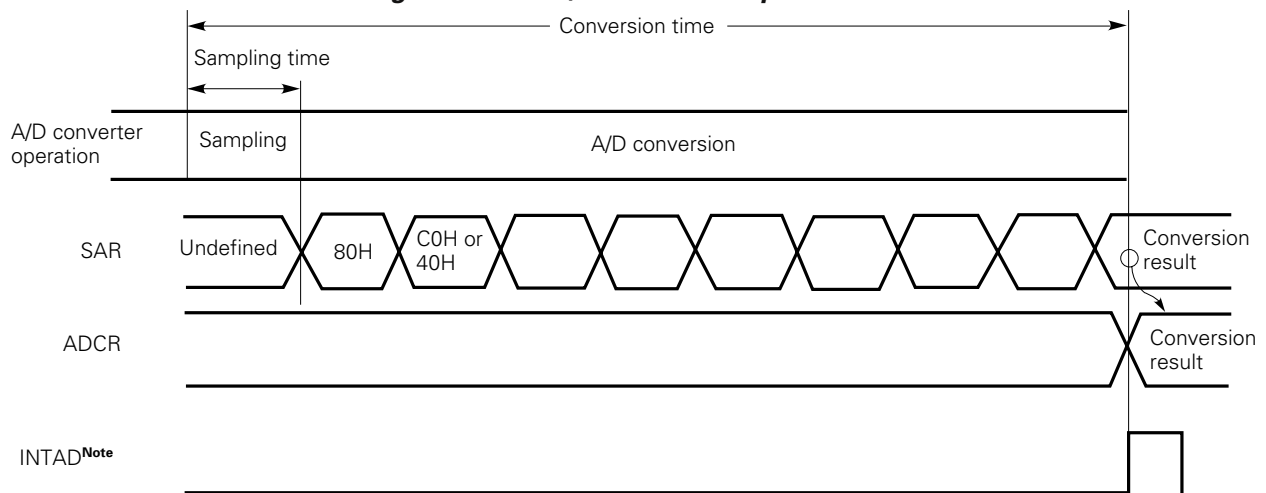 Conversion time
Sampling time
A/D converter
operation
Sampling
A/D conversion
SAR
Undefined
80H
C0H or
40H
Conversion
result
ADCR
Conversion
result
INTADNote